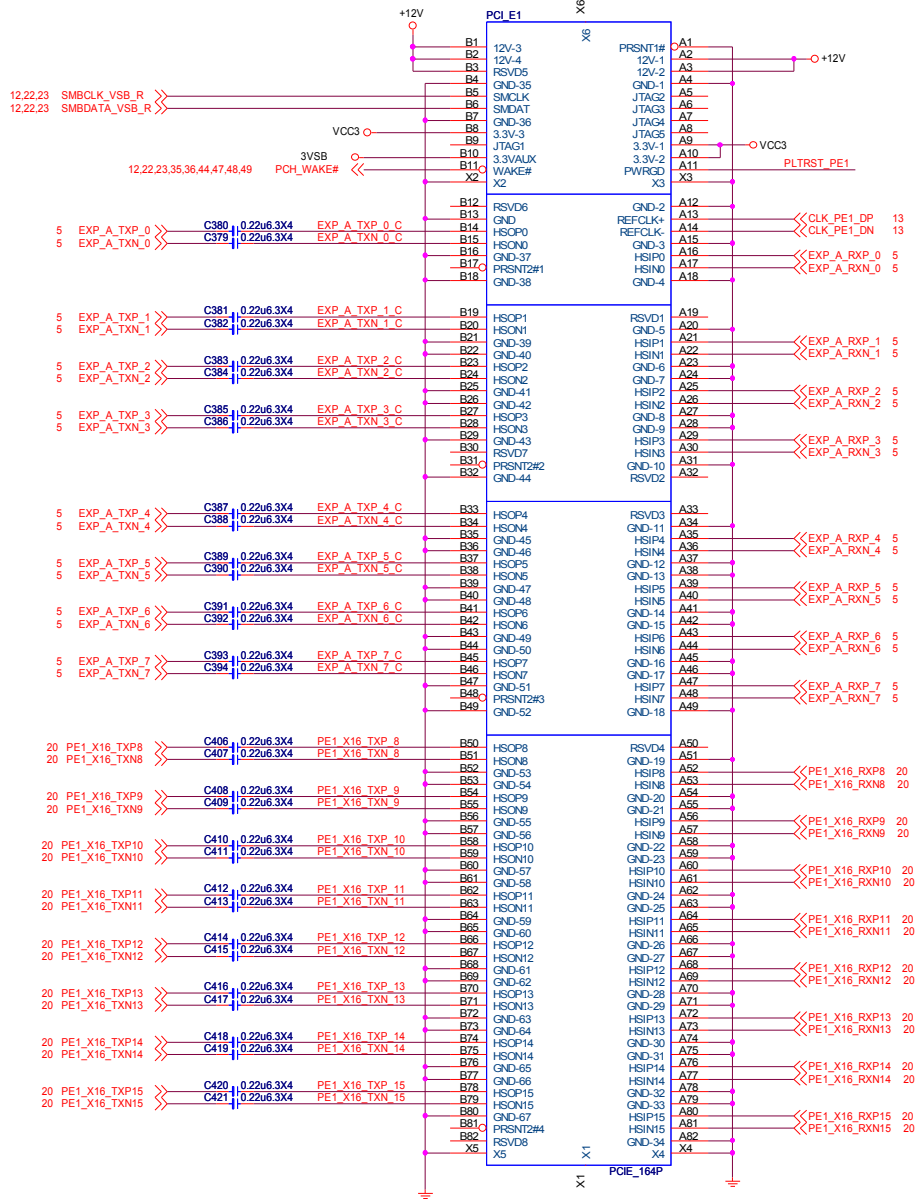 X6
+12V
PCI_E1
X6
B1 12V-3 PRSNT1# A1
B2 12V-4 12V-1 A2 +12V
B3 RSVD5 12V-2 A3
B4 GND-35 GND-1 A4
12,22,23 SMBCLK_VSB_R B5 SMCLK JTAG2 A5
12,22,23 SMBDATA_VSB_R B6 SMDAT JTAG3 A6
B7 GND-36 JTAG4 A7
VCC3 B8 3.3V-3 JTAG5 A8
B9 JTAG1 3.3V-1 A9 VCC3
3VSB B10 3.3VAUX 3.3V-2 A10
12,22,23,35,36,44,47,48,49 PCH_WAKE# B11 WAKE# PWRGD A11 PLTRST_PE1
X2 X2 X3 X3
B12 RSVD6 GND-2 A12
B13 GND REFCLK+ A13 CLK_PE1_DP 13
5 EXP_A_TXP_0 C380 0.22u6.3X4 EXP_A_TXP_0_C B14 HSOP0 REFCLK- A14 CLK_PE1_DN 13
5 EXP_A_TXN_0 C379 0.22u6.3X4 EXP_A_TXN_0_C B15 HSON0 GND-3 A15
B16 GND-37 HSIP0 A16 EXP_A_RXP_0 5
B17 PRSNT2#1 HSIN0 A17 EXP_A_RXN_0 5
B18 GND-38 GND-4 A18
5 EXP_A_TXP_1 C381 0.22u6.3X4 EXP_A_TXP_1_C B19 HSOP1 RSVD1 A19
5 EXP_A_TXN_1 C382 0.22u6.3X4 EXP_A_TXN_1_C B20 HSON1 GND-5 A20
B21 GND-39 HSIP1 A21 EXP_A_RXP_1 5
B22 GND-40 HSIN1 A22 EXP_A_RXN_1 5
5 EXP_A_TXP_2 C383 0.22u6.3X4 EXP_A_TXP_2_C B23 HSOP2 GND-6 A23
5 EXP_A_TXN_2 C384 0.22u6.3X4 EXP_A_TXN_2_C B24 HSON2 GND-7 A24
B25 GND-41 HSIP2 A25 EXP_A_RXP_2 5
B26 GND-42 HSIN2 A26 EXP_A_RXN_2 5
5 EXP_A_TXP_3 C385 0.22u6.3X4 EXP_A_TXP_3_C B27 HSOP3 GND-8 A27
5 EXP_A_TXN_3 C386 0.22u6.3X4 EXP_A_TXN_3_C B28 HSON3 GND-9 A28
B29 GND-43 HSIP3 A29 EXP_A_RXP_3 5
B30 RSVD7 HSIN3 A30 EXP_A_RXN_3 5
B31 PRSNT2#2 GND-10 A31
B32 GND-44 RSVD2 A32
5 EXP_A_TXP_4 C387 0.22u6.3X4 EXP_A_TXP_4_C B33 HSOP4 RSVD3 A33
5 EXP_A_TXN_4 C388 0.22u6.3X4 EXP_A_TXN_4_C B34 HSON4 GND-11 A34
B35 GND-45 HSIP4 A35 EXP_A_RXP_4 5
B36 GND-46 HSIN4 A36 EXP_A_RXN_4 5
5 EXP_A_TXP_5 C389 0.22u6.3X4 EXP_A_TXP_5_C B37 HSOP5 GND-12 A37
5 EXP_A_TXN_5 C390 0.22u6.3X4 EXP_A_TXN_5_C B38 HSON5 GND-13 A38
B39 GND-47 HSIP5 A39 EXP_A_RXP_5 5
B40 GND-48 HSIN5 A40 EXP_A_RXN_5 5
5 EXP_A_TXP_6 C391 0.22u6.3X4 EXP_A_TXP_6_C B41 HSOP6 GND-14 A41
5 EXP_A_TXN_6 C392 0.22u6.3X4 EXP_A_TXN_6_C B42 HSON6 GND-15 A42
B43 GND-49 HSIP6 A43 EXP_A_RXP_6 5
B44 GND-50 HSIN6 A44 EXP_A_RXN_6 5
5 EXP_A_TXP_7 C393 0.22u6.3X4 EXP_A_TXP_7_C B45 HSOP7 GND-16 A45
5 EXP_A_TXN_7 C394 0.22u6.3X4 EXP_A_TXN_7_C B46 HSON7 GND-17 A46
B47 GND-51 HSIP7 A47 EXP_A_RXP_7 5
B48 PRSNT2#3 HSIN7 A48 EXP_A_RXN_7 5
B49 GND-52 GND-18 A49
20 PE1_X16_TXP8 C406 0.22u6.3X4 PE1_X16_TXP_8 B50 HSOP8 RSVD4 A50
20 PE1_X16_TXN8 C407 0.22u6.3X4 PE1_X16_TXN_8 B51 HSON8 GND-19 A51
B52 GND-53 HSIP8 A52 PE1_X16_RXP8 20
B53 GND-54 HSIN8 A53 PE1_X16_RXN8 20
20 PE1_X16_TXP9 C408 0.22u6.3X4 PE1_X16_TXP_9 B54 HSOP9 GND-20 A54
20 PE1_X16_TXN9 C409 0.22u6.3X4 PE1_X16_TXN_9 B55 HSON9 GND-21 A55
B56 GND-55 HSIP9 A56 PE1_X16_RXP9 20
B57 GND-56 HSIN9 A57 PE1_X16_RXN9 20
20 PE1_X16_TXP10 C410 0.22u6.3X4 PE1_X16_TXP_10 B58 HSOP10 GND-22 A58
20 PE1_X16_TXN10 C411 0.22u6.3X4 PE1_X16_TXN_10 B59 HSON10 GND-23 A59
B60 GND-57 HSIP10 A60 PE1_X16_RXP10 20
B61 GND-58 HSIN10 A61 PE1_X16_RXN10 20
20 PE1_X16_TXP11 C412 0.22u6.3X4 PE1_X16_TXP_11 B62 HSOP11 GND-24 A62
20 PE1_X16_TXN11 C413 0.22u6.3X4 PE1_X16_TXN_11 B63 HSON11 GND-25 A63
B64 GND-59 HSIP11 A64 PE1_X16_RXP11 20
B65 GND-60 HSIN11 A65 PE1_X16_RXN11 20
20 PE1_X16_TXP12 C414 0.22u6.3X4 PE1_X16_TXP_12 B66 HSOP12 GND-26 A66
20 PE1_X16_TXN12 C415 0.22u6.3X4 PE1_X16_TXN_12 B67 HSON12 GND-27 A67
B68 GND-61 HSIP12 A68 PE1_X16_RXP12 20
B69 GND-62 HSIN12 A69 PE1_X16_RXN12 20
20 PE1_X16_TXP13 C416 0.22u6.3X4 PE1_X16_TXP_13 B70 HSOP13 GND-28 A70
20 PE1_X16_TXN13 C417 0.22u6.3X4 PE1_X16_TXN_13 B71 HSON13 GND-29 A71
B72 GND-63 HSIP13 A72 PE1_X16_RXP13 20
B73 GND-64 HSIN13 A73 PE1_X16_RXN13 20
20 PE1_X16_TXP14 C418 0.22u6.3X4 PE1_X16_TXP_14 B74 HSOP14 GND-30 A74
20 PE1_X16_TXN14 C419 0.22u6.3X4 PE1_X16_TXN_14 B75 HSON14 GND-31 A75
B76 GND-65 HSIP14 A76 PE1_X16_RXP14 20
B77 GND-66 HSIN14 A77 PE1_X16_RXN14 20
20 PE1_X16_TXP15 C420 0.22u6.3X4 PE1_X16_TXP_15 B78 HSOP15 GND-32 A78
20 PE1_X16_TXN15 C421 0.22u6.3X4 PE1_X16_TXN_15 B79 HSON15 GND-33 A79
B80 GND-67 HSIP15 A80 PE1_X16_RXP15 20
B81 PRSNT2#4 HSIN15 A81 PE1_X16_RXN15 20
B82 RSVD8 GND-34 A82
X5 X5 X1 X4 X4
PCIE_164P
X1